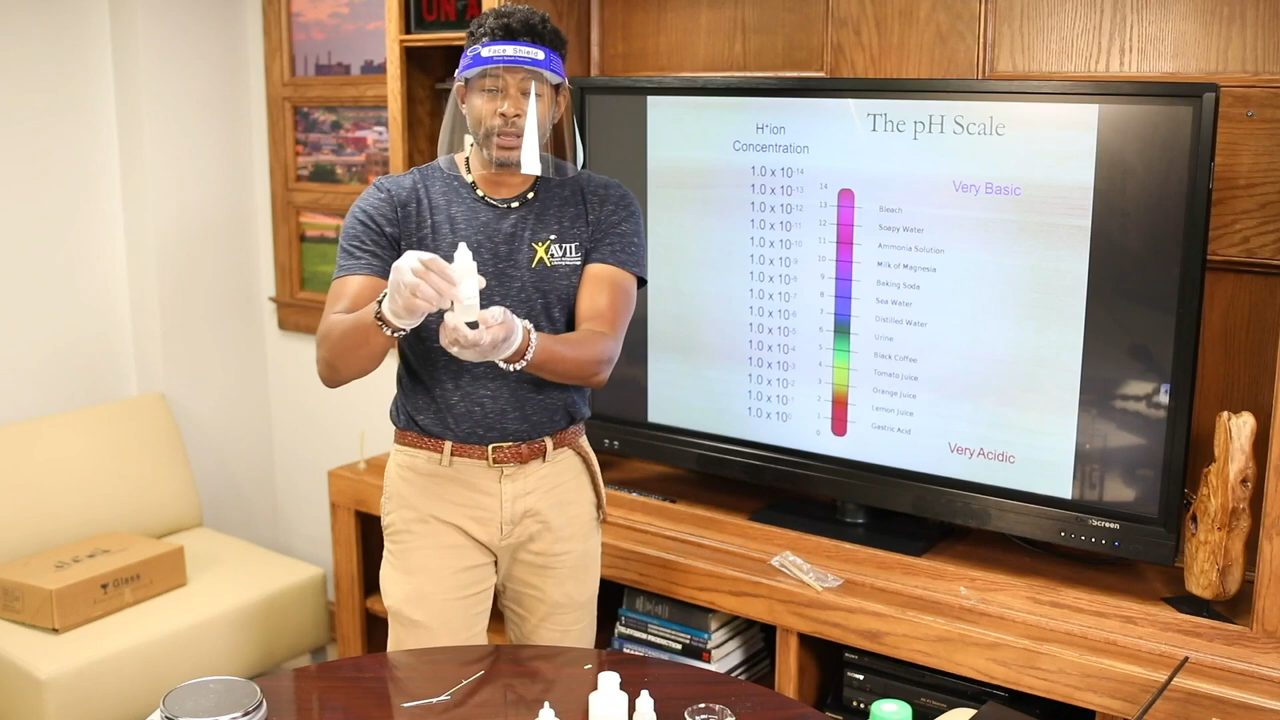 ON A
Face Shield
AVIL
Glass
The pH Scale
H+ion
Concentration
Very Basic
1.0 x 10-14
1.0 x 10-13
1.0 x 10-12
1.0 x 10-11
1.0 x 10-10
1.0 x 10-9
1.0 x 10-8
1.0 x 10-7
1.0 x 10-6
1.0 x 10-5
1.0 x 10-4
1.0 x 10-3
1.0 x 10-2
1.0 x 10-1
1.0 x 100
14
13
12
11
10
9
8
7
6
5
4
3
2
1
0
Bleach
Soapy Water
Ammonia Solution
Milk of Magnesia
Baking Soda
Sea Water
Distilled Water
Urine
Black Coffee
Tomato Juice
Orange Juice
Lemon Juice
Gastric Acid
Very Acidic
OneScreen
TELEVISION PRODUCTION
SONY